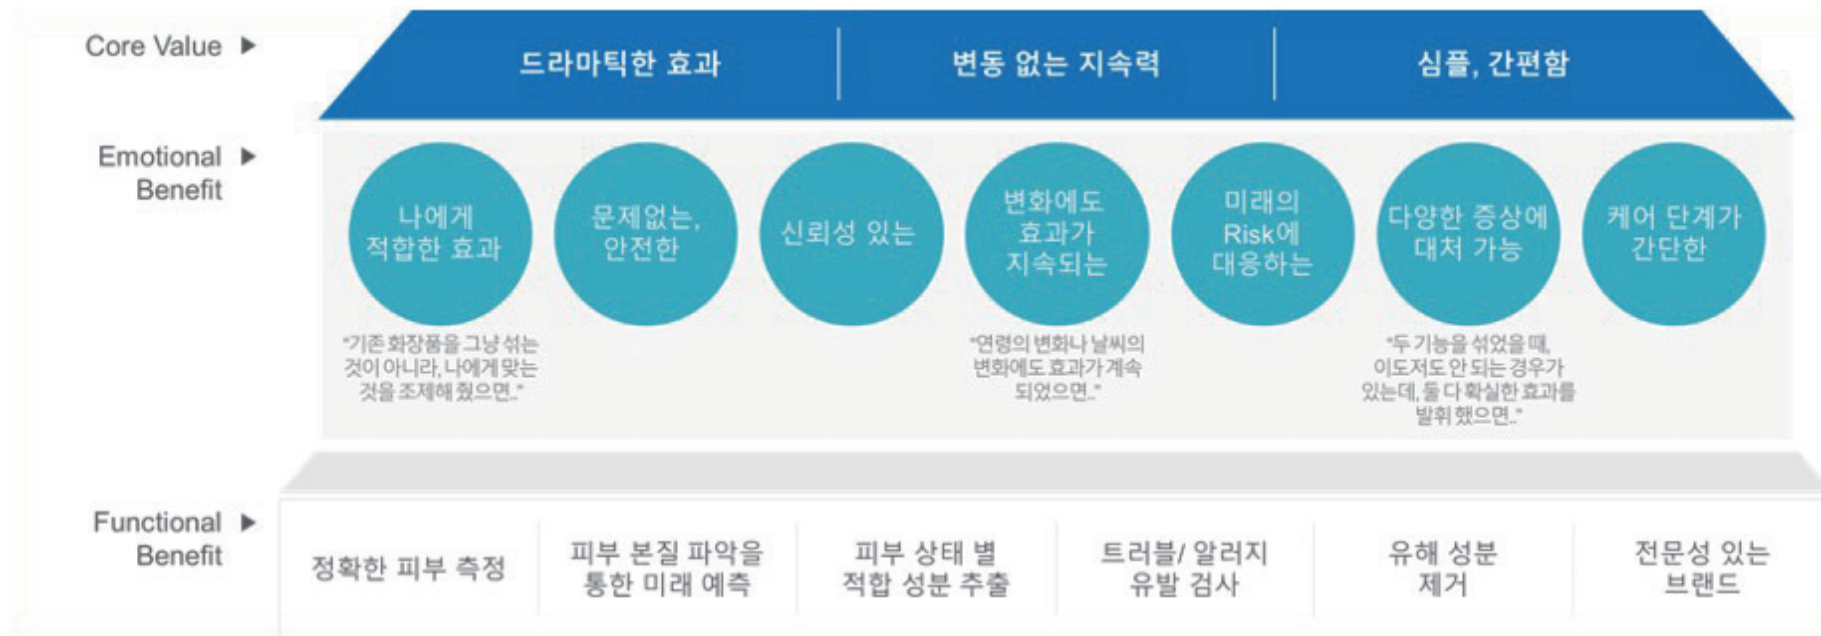 Core Value ▶
드라마틱한 효과
변동 없는 지속력
심플, 간편함
Emotional ▶
Benefit
나에게
적합한 효과
문제없는,
안전한
신뢰성 있는
변화에도
효과가
지속되는
미래의
Risk에
대응하는
다양한 증상에
대처 가능
케어 단계가
간단한
"기존 화장품을 그냥 섞는
것이 아니라, 나에게 맞는
것을 조제해 줬으면.."
"연령의 변화나 날씨의
변화에도 효과가 계속
되었으면.."
"두 기능을 섞었을 때,
이도저도 안 되는 경우가
있는데, 둘 다 확실한 효과를
발휘 했으면.."
Functional ▶
Benefit
정확한 피부 측정
피부 본질 파악을
통한 미래 예측
피부 상태 별
적합 성분 추출
트러블/ 알러지
유발 검사
유해 성분
제거
전문성 있는
브랜드